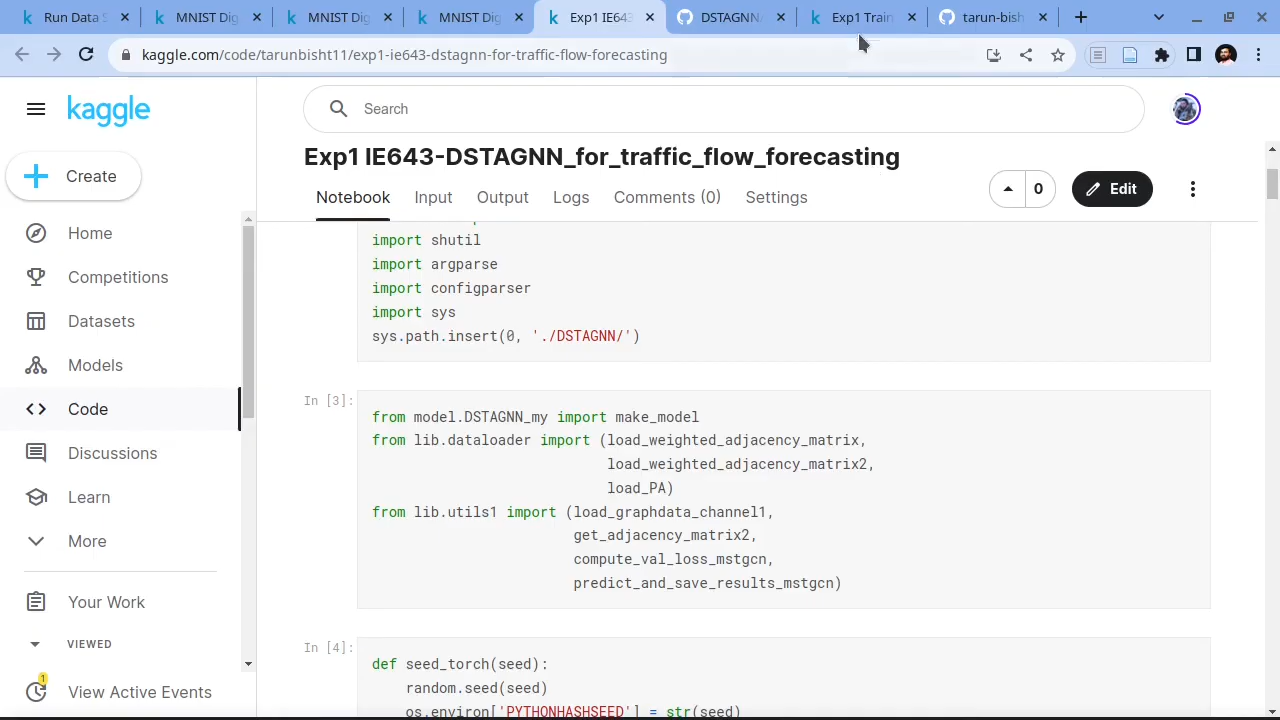 Run Data S
MNIST Dig
MNIST Dig
MNIST Dig
Exp1 IE643
DSTAGNN
Exp1 Train
tarun-bish
kaggle.com/code/tarunbisht11/exp1-ie643-dstagnn-for-traffic-flow-forecasting
kaggle
Search
Create
Home
Competitions
Datasets
Models
Code
Discussions
Learn
More
Your Work
VIEWED
1
View Active Events
Exp1 IE643-DSTAGNN_for_traffic_flow_forecasting
Notebook Input Output Logs Comments (0) Settings
0
Edit
import shutil
import argparse
import configparser
import sys
sys.path.insert(0, './DSTAGNN/')
In [3]:
from model.DSTAGNN_my import make_model
from lib.dataloader import (load_weighted_adjacency_matrix,
load_weighted_adjacency_matrix2,
load_PA)
from lib.utils1 import (load_graphdata_channel1,
get_adjacency_matrix2,
compute_val_loss_mstgcn,
predict_and_save_results_mstgcn)
In [4]:
def seed_torch(seed):
random.seed(seed)
os.environ['PYTHONHASHSEED'] = str(seed)